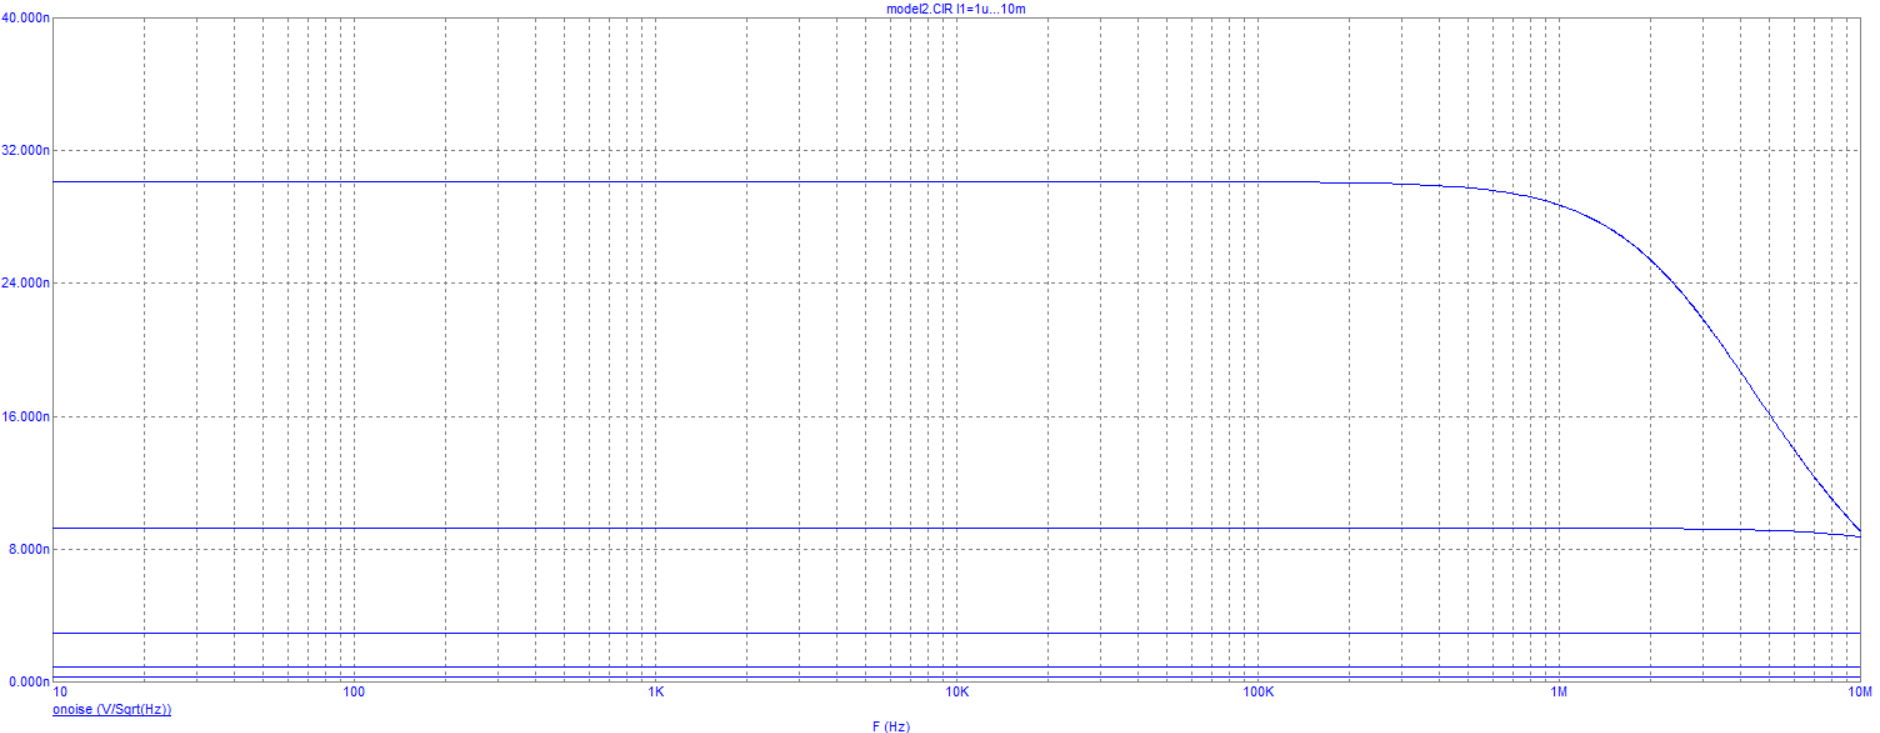 model2.CIR I1=1u...10m
40.000n
32.000n
24.000n
16.000n
8.000n
0.000n
10 100 1K 10K 100K 1M 10M
onoise (V/Sqrt(Hz))
F (Hz)